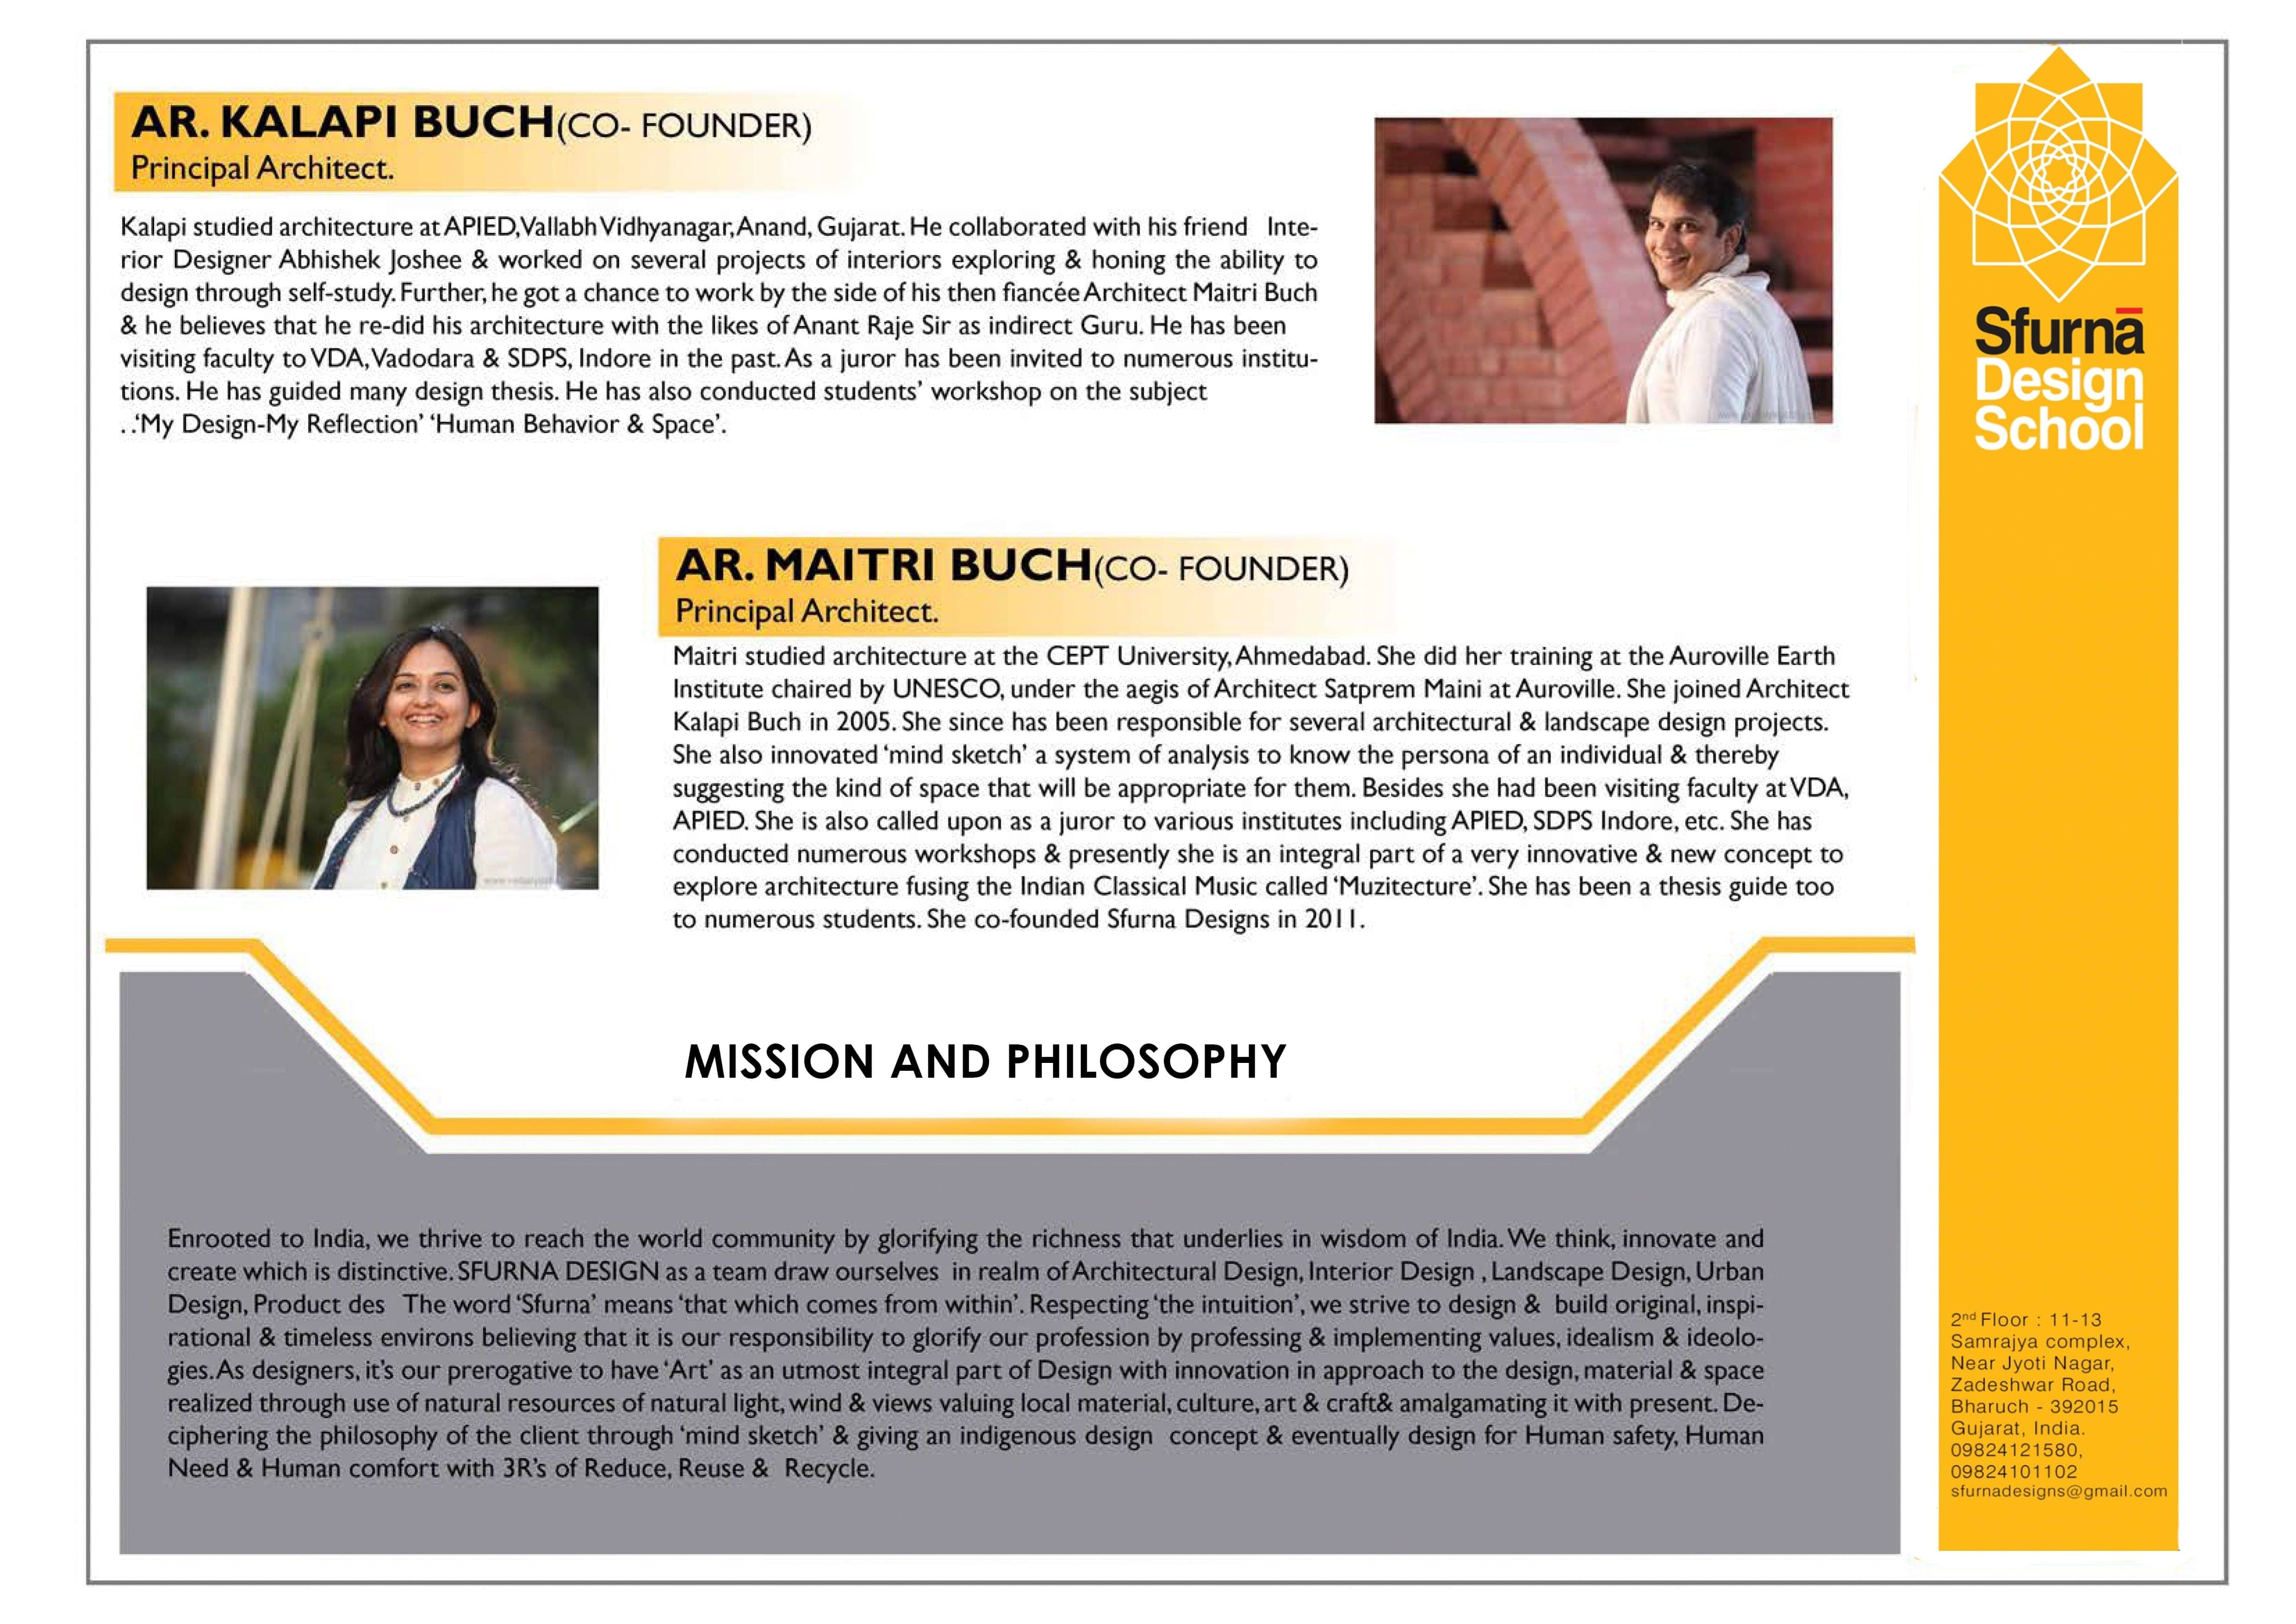 AR. KALAPI BUCH(CO- FOUNDER)
Principal Architect.
Kalapi studied architecture at APIED, Vallabh Vidhyanagar, Anand, Gujarat. He collaborated with his friend Inte-
rior Designer Abhishek Joshee & worked on several projects of interiors exploring & honing the ability to
design through self-study. Further, he got a chance to work by the side of his then fiancée Architect Maitri Buch
& he believes that he re-did his architecture with the likes of Anant Raje Sir as indirect Guru. He has been
visiting faculty to VDA, Vadodara & SDPS, Indore in the past. As a juror has been invited to numerous institu-
tions. He has guided many design thesis. He has also conducted students’ workshop on the subject
. .‘My Design-My Reflection’ ‘Human Behavior & Space’.
AR. MAITRI BUCH(CO- FOUNDER)
Principal Architect.
Maitri studied architecture at the CEPT University, Ahmedabad. She did her training at the Auroville Earth
Institute chaired by UNESCO, under the aegis of Architect Satprem Maini at Auroville. She joined Architect
Kalapi Buch in 2005. She since has been responsible for several architectural & landscape design projects.
She also innovated ‘mind sketch’ a system of analysis to know the persona of an individual & thereby
suggesting the kind of space that will be appropriate for them. Besides she had been visiting faculty at VDA,
APIED. She is also called upon as a juror to various institutes including APIED, SDPS Indore, etc. She has
conducted numerous workshops & presently she is an integral part of a very innovative & new concept to
explore architecture fusing the Indian Classical Music called ‘Muzitecture’. She has been a thesis guide too
to numerous students. She co-founded Sfurna Designs in 2011.
MISSION AND PHILOSOPHY
Enrooted to India, we thrive to reach the world community by glorifying the richness that underlies in wisdom of India. We think, innovate and
create which is distinctive. SFURNA DESIGN as a team draw ourselves in realm of Architectural Design, Interior Design , Landscape Design, Urban
Design, Product des The word ‘Sfurna’ means ‘that which comes from within’. Respecting ‘the intuition’, we strive to design & build original, inspi-
rational & timeless environs believing that it is our responsibility to glorify our profession by professing & implementing values, idealism & ideolo-
gies. As designers, it’s our prerogative to have ‘Art’ as an utmost integral part of Design with innovation in approach to the design, material & space
realized through use of natural resources of natural light, wind & views valuing local material, culture, art & craft& amalgamating it with present. De-
ciphering the philosophy of the client through ‘mind sketch’ & giving an indigenous design concept & eventually design for Human safety, Human
Need & Human comfort with 3R’s of Reduce, Reuse & Recycle.
Sfurnā
Design
School
2nd Floor : 11-13
Samrajya complex,
Near Jyoti Nagar,
Zadeshwar Road,
Bharuch - 392015
Gujarat, India.
09824121580,
09824101102
sfurnadesigns@gmail.com